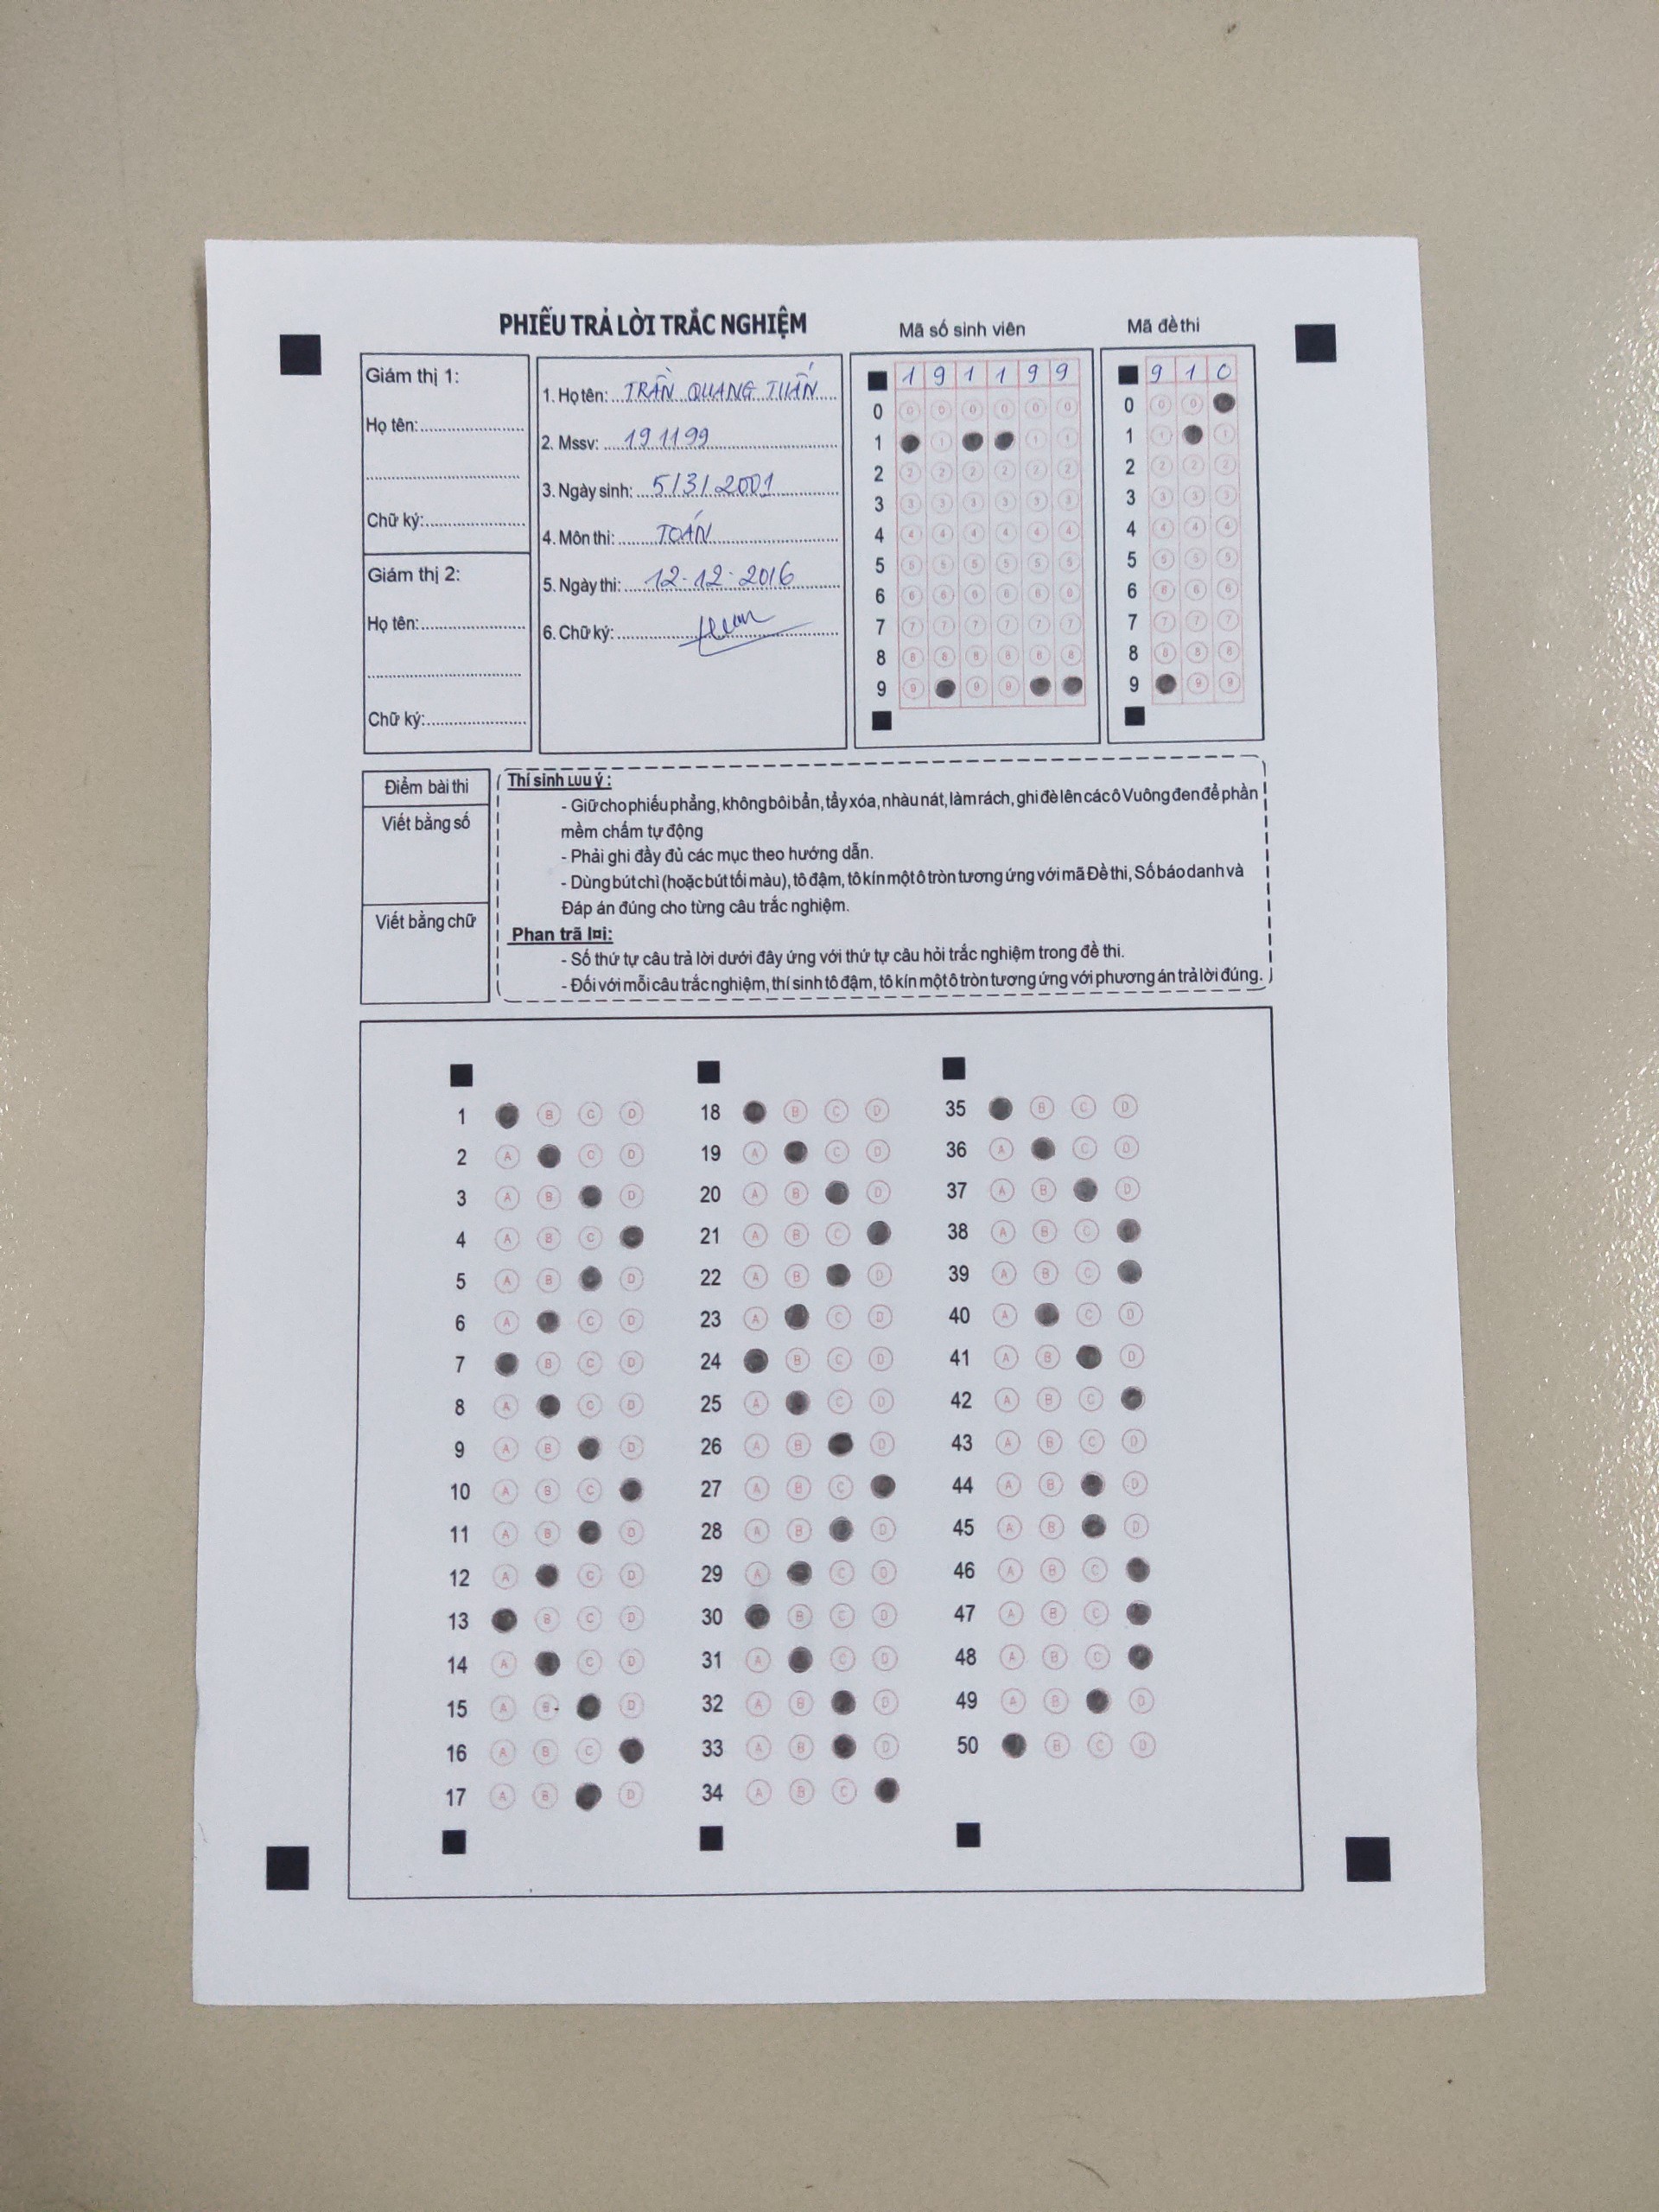 PHIẾU TRẢ LỜI TRẮC NGHIỆM
Mã số sinh viên
Mã đề thi
Giám thị 1:
Họ tên:
Chữ ký:
Giám thị 2:
Họ tên:
Chữ ký:
1. Họ tên: TRẦN QUANG TUẤN
2. Mssv: 191199
3. Ngày sinh: 5/3/2001
4. Môn thi: TOÁN
5. Ngày thi: 12-12-2016
6. Chữ ký:
1 9 1 1 9 9
0 0 0 0 0 0 0
1 1 1 1
2 2 2 2 2 2 2
3 3 3 3 3 3 3
4 4 4 4 4 4 4
5 5 5 5 5 5 5
6 6 6 6 6 6 6
7 7 7 7 7 7 7
8 8 8 8 8 8 8
9 9 9 9
9 1 0
0 0 0
1 1 1
2 2 2 2
3 3 3 3
4 4 4 4
5 5 5 5
6 6 6 6
7 7 7 7
8 8 8 8
9 9 9
Điểm bài thi
Viết bằng số
Viết bằng chữ
Thí sinh LƯU ý :
- Giữ cho phiếu phẳng, không bôi bẩn, tẩy xóa, nhàu nát, làm rách, ghi đè lên các ô Vuông đen để phần
mềm chấm tự động
- Phải ghi đầy đủ các mục theo hướng dẫn.
- Dùng bút chì (hoặc bút tối màu), tô đậm, tô kín một ô tròn tương ứng với mã Đề thi, Số báo danh và
Đáp án đúng cho từng câu trắc nghiệm.
Phan trã l¤i:
- Số thứ tự câu trả lời dưới đây ứng với thứ tự câu hỏi trắc nghiệm trong đề thi.
- Đối với mỗi câu trắc nghiệm, thí sinh tô đậm, tô kín một ô tròn tương ứng với phương án trả lời đúng.
1 B C D
2 A C D
3 A B D
4 A B C
5 A B D
6 A C D
7 B C D
8 A C D
9 A B D
10 A B C
11 A B D
12 A C D
13 B C D
14 A C D
15 A B D
16 A B C
17 A B D
18 B C D
19 A C D
20 A B D
21 A B C
22 A B D
23 A C D
24 B C D
25 A C D
26 A B D
27 A B C
28 A B D
29 A C D
30 B C D
31 A C D
32 A B D
33 A B D
34 A B C
35 B C D
36 A C D
37 A B D
38 A B C
39 A B C
40 A C D
41 A B D
42 A B C
43 A B C D
44 A B D
45 A B D
46 A B C
47 A B C
48 A B C
49 A B D
50 B C D